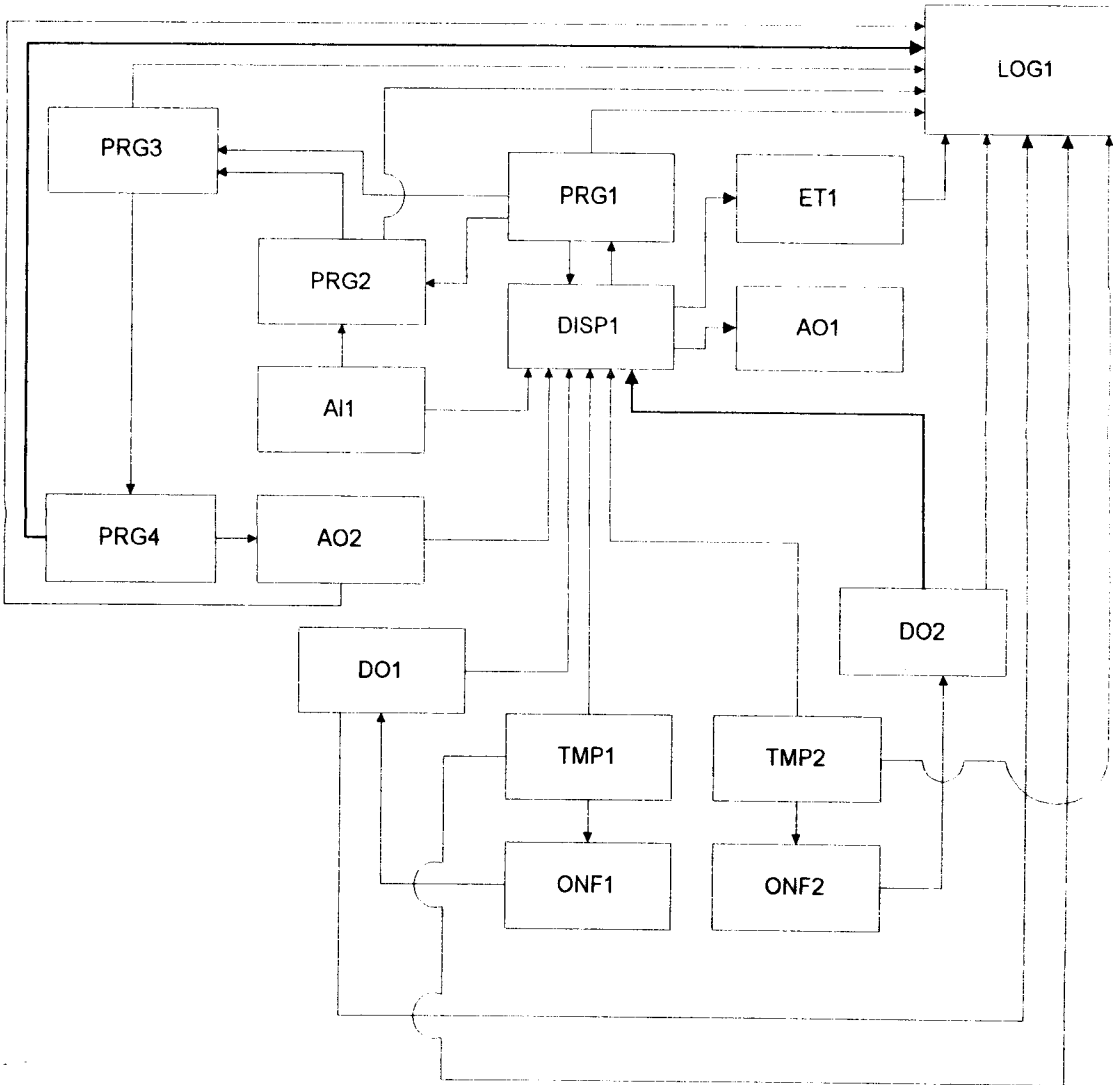 LOG1
PRG3
PRG1
ET1
PRG2
DISP1
AO1
AI1
PRG4
AO2
DO2
DO1
TMP1
TMP2
ONF1
ONF2